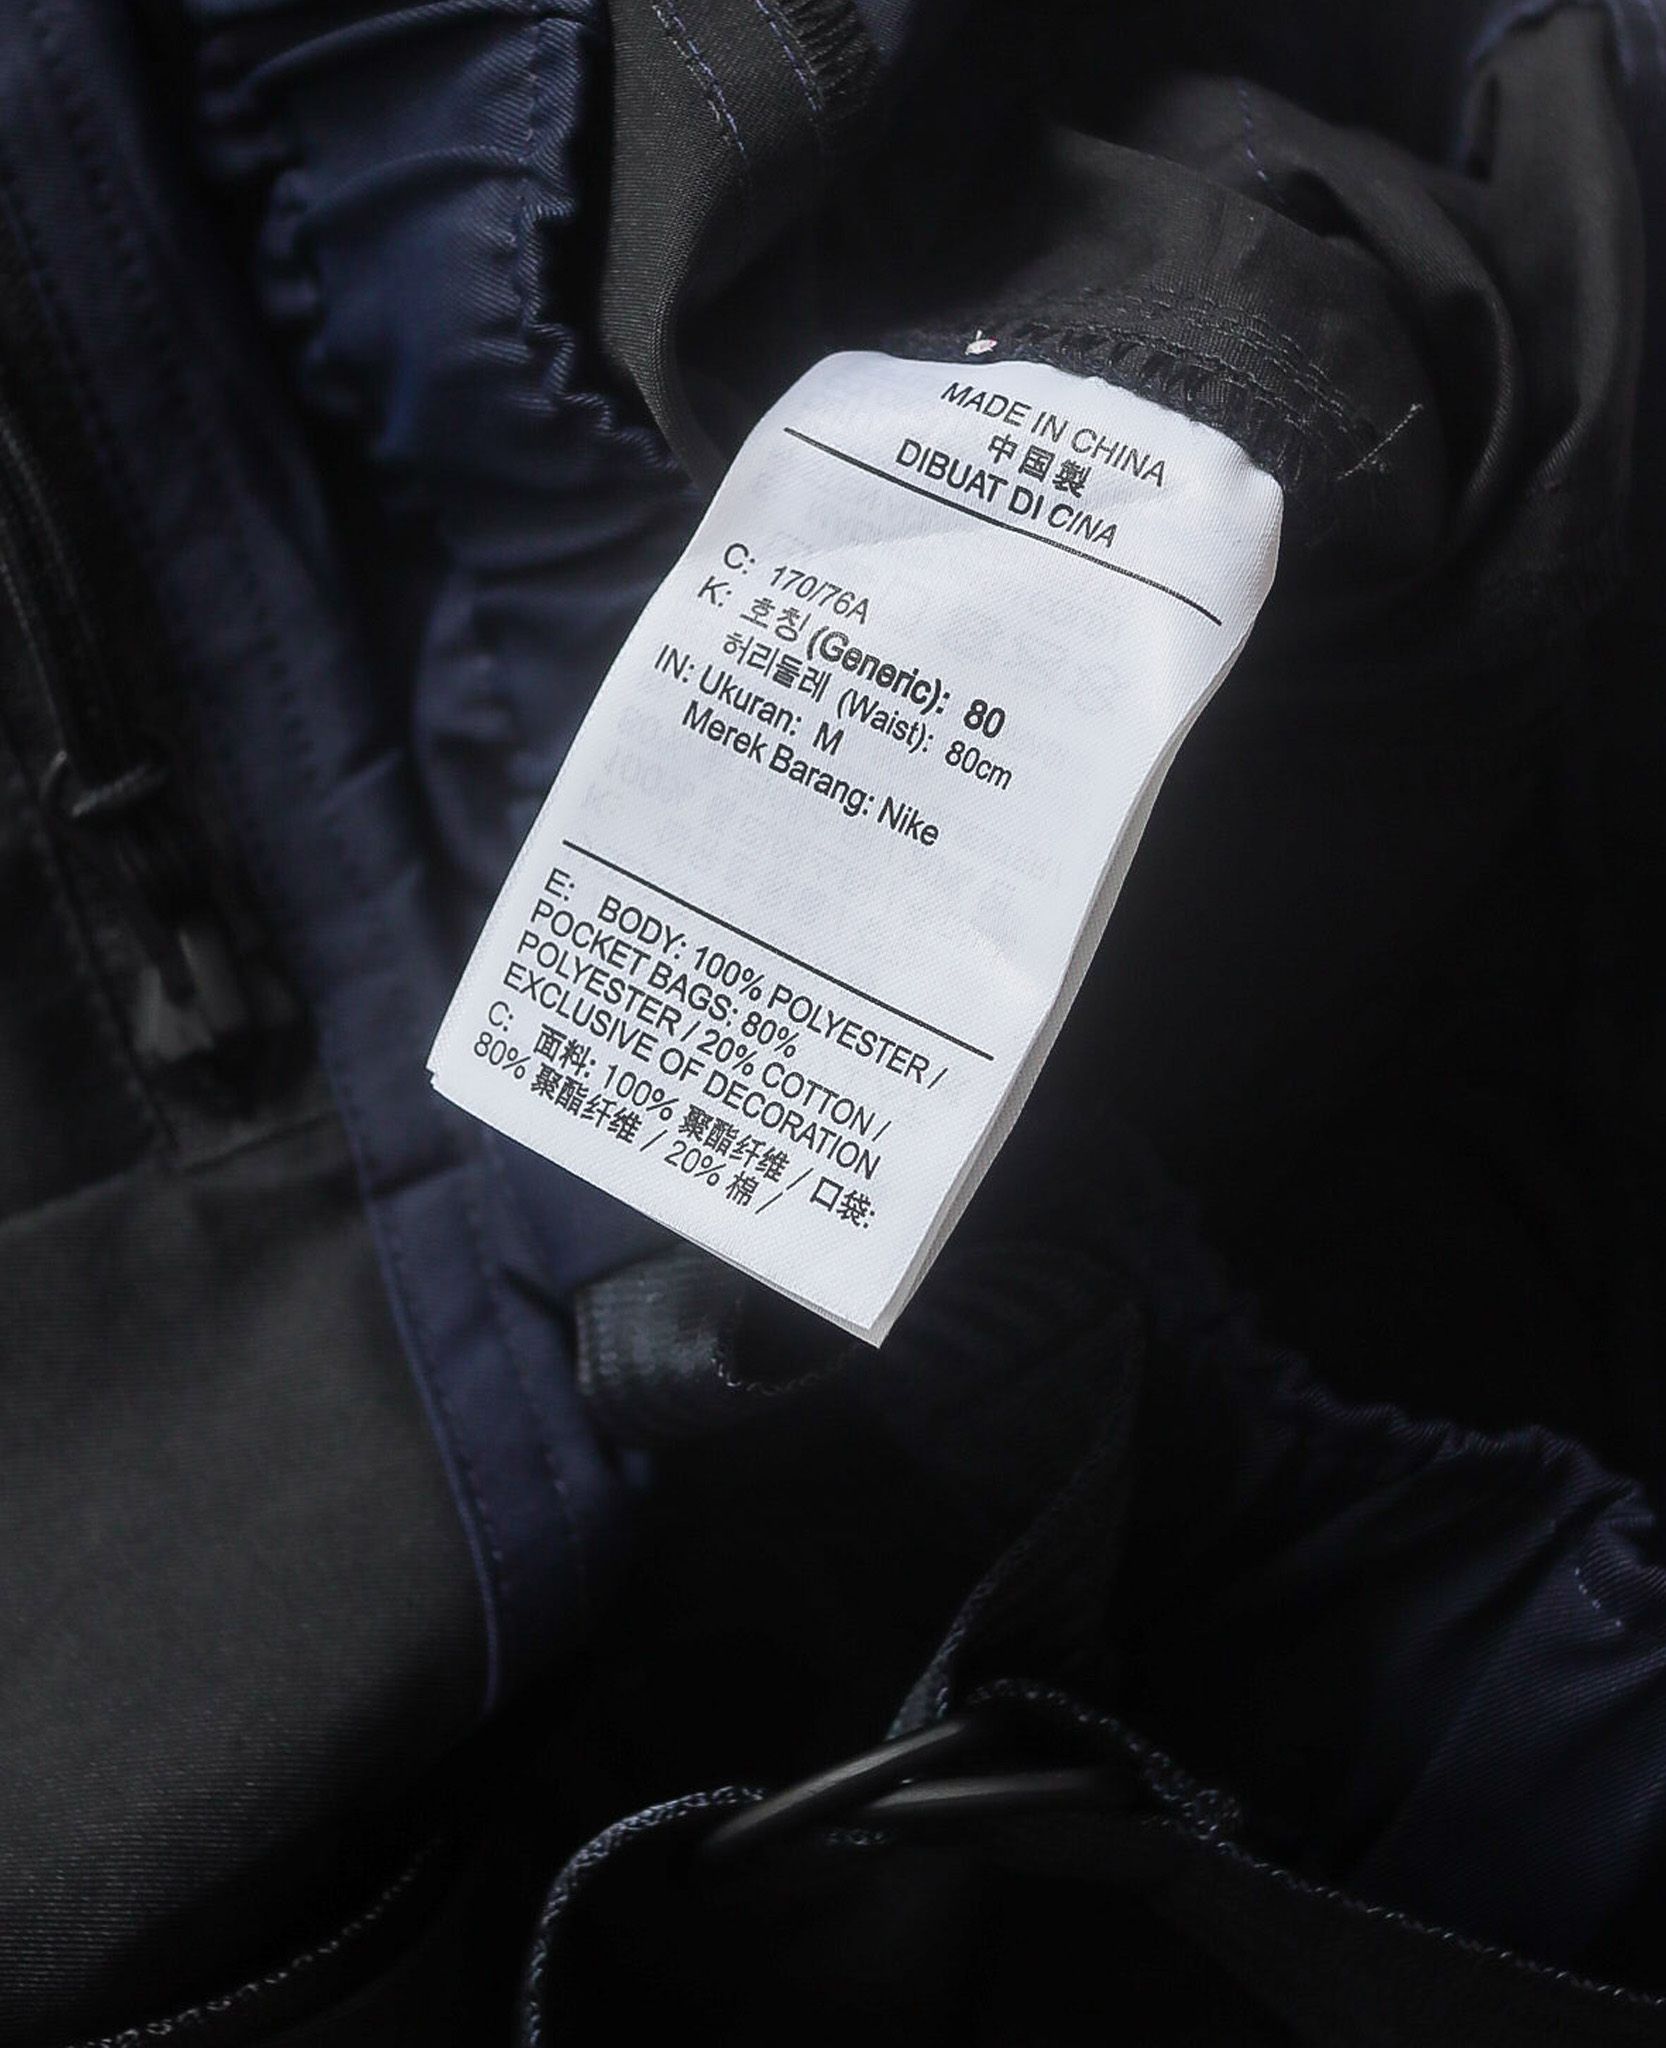 MADE IN CHINA
中国製
DIBUAT DI CINA
C: 170/76A
K: 호칭 (Generic): 80
허리둘레 (Waist): 80cm
IN: Ukuran: M
Merek Barang: Nike
E: BODY: 100% POLYESTER /
POCKET BAGS: 80%
POLYESTER / 20% COTTON /
EXCLUSIVE OF DECORATION
C: 面料: 100% 聚酯纤维 / 口袋:
80% 聚酯纤维 / 20% 棉 /